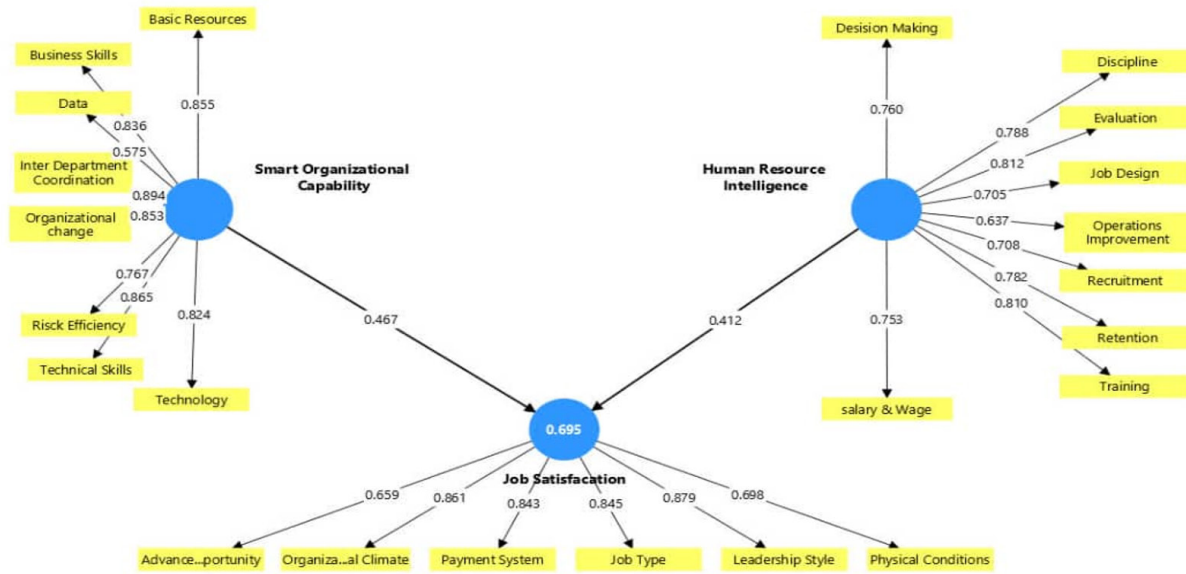 Basic Resources
Business Skills
Data
Inter Department
Coordination
Organizational
change
Risck Efficiency
Technical Skills
Technology
0.855
0.836
0.575
0.894
0.853
0.767
0.865
0.824
Smart Organizational
Capability
0.467
Desision Making
Discipline
Evaluation
Job Design
Operations
Improvement
Recruitment
Retention
Training
salary & Wage
0.760
0.788
0.812
0.705
0.637
0.708
0.782
0.810
0.753
Human Resource
Intelligence
0.412
0.695
Job Satisfacation
0.659
0.861
0.843
0.845
0.879
0.698
Advance...portunity
Organiza...al Climate
Payment System
Job Type
Leadership Style
Physical Conditions